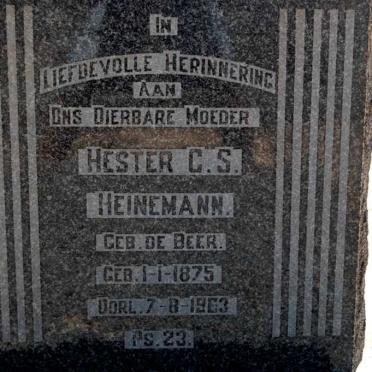 IN
LIEFDEVOLLE HERINNERING
AAN
ONS DIERBARE MOEDER
HESTER C.S.
HEINEMANN.
GEB. DE BEER.
GEB. 1-1-1875
OORL. 7-8-1963
PS. 23.